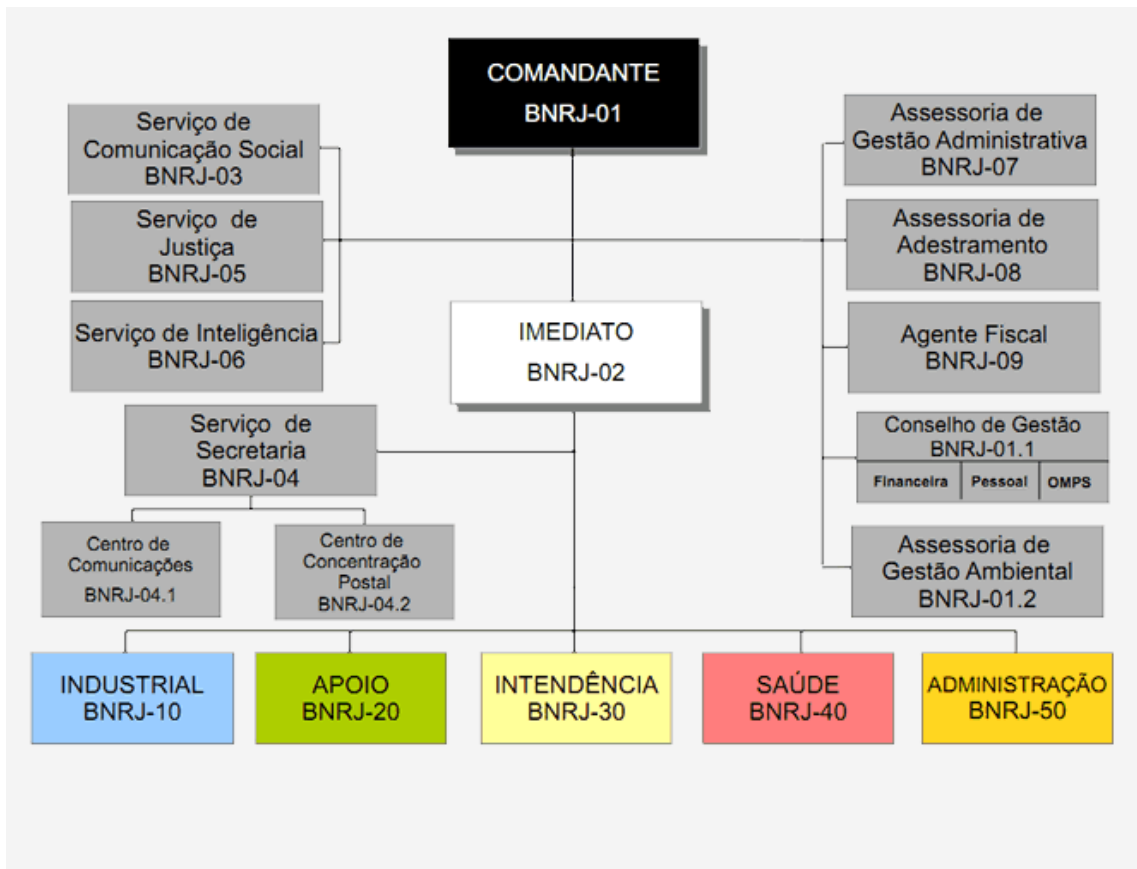 COMANDANTE
BNRJ-01
Serviço de
Comunicação Social
BNRJ-03
Assessoria de
Gestão Administrativa
BNRJ-07
Serviço de
Justiça
BNRJ-05
Assessoria de
Adestramento
BNRJ-08
Serviço de Inteligência
BNRJ-06
IMEDIATO
BNRJ-02
Agente Fiscal
BNRJ-09
Serviço de
Secretaria
BNRJ-04
Conselho de Gestão
BNRJ-01.1
Financeira Pessoal OMPS
Centro de
Comunicações
BNRJ-04.1
Centro de
Concentração
Postal
BNRJ-04.2
Assessoria de
Gestão Ambiental
BNRJ-01.2
INDUSTRIAL
BNRJ-10
APOIO
BNRJ-20
INTENDÊNCIA
BNRJ-30
SAÚDE
BNRJ-40
ADMINISTRAÇÃO
BNRJ-50